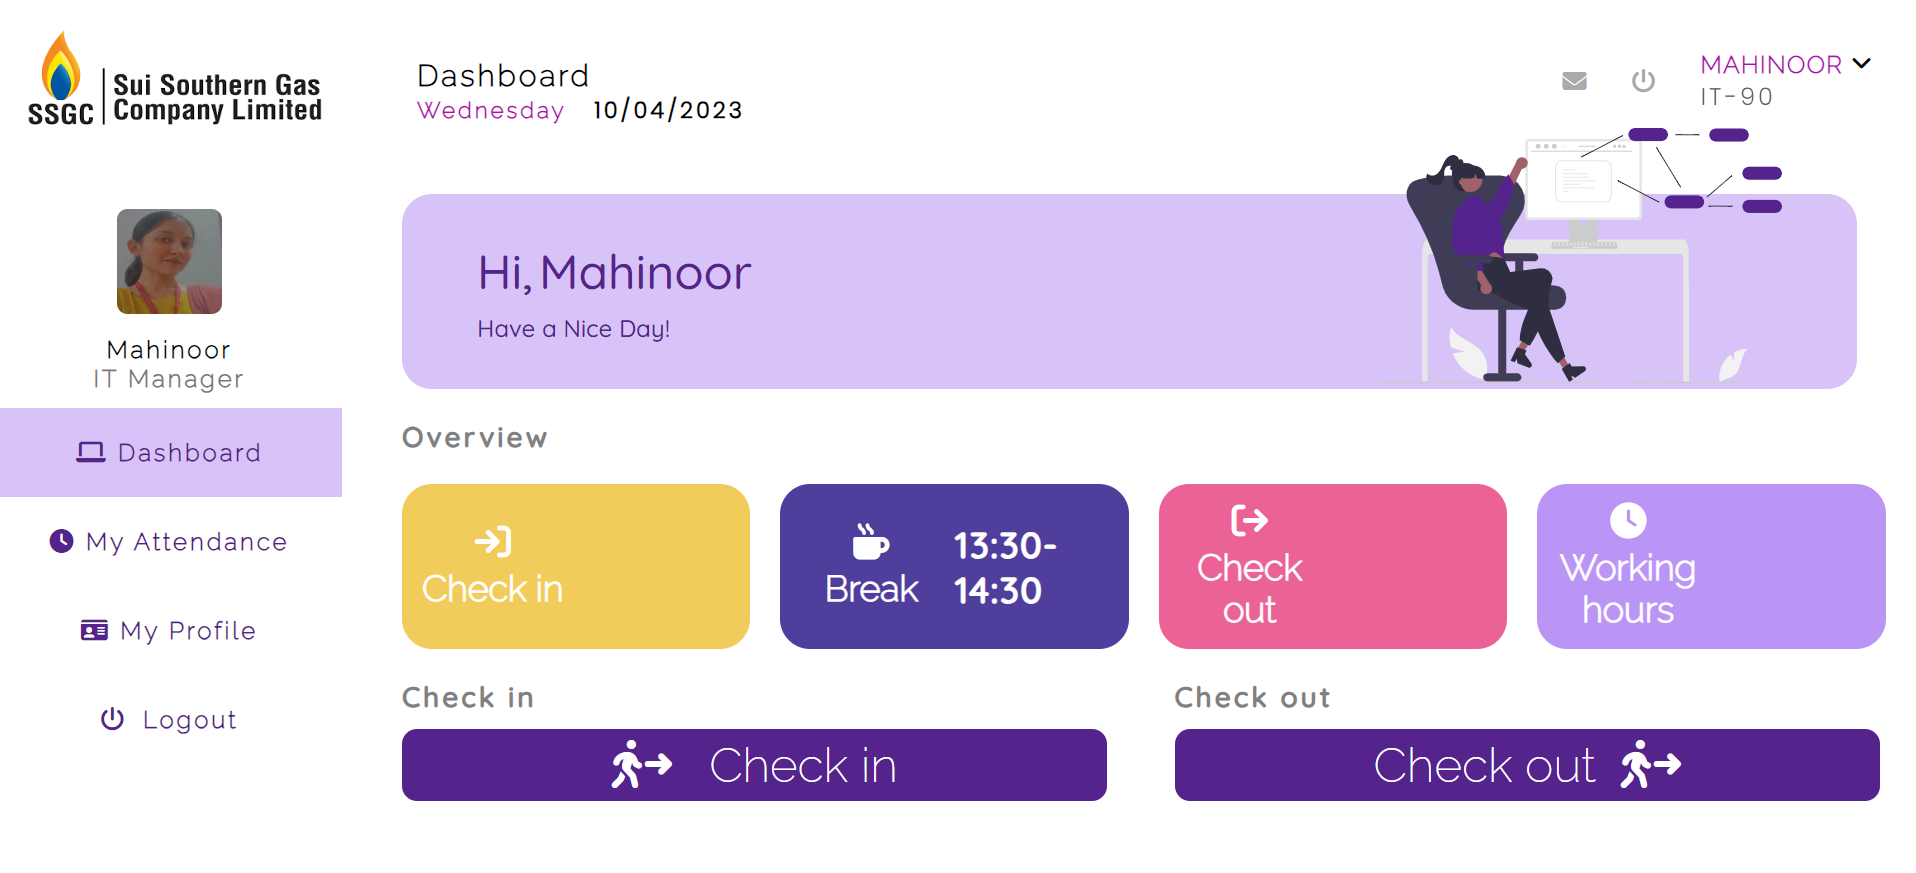 SSGC
Sui Southern Gas
Company Limited
Dashboard
Wednesday 10/04/2023
MAHINOOR
IT-90
Mahinoor
IT Manager
Dashboard
My Attendance
My Profile
Logout
Hi, Mahinoor
Have a Nice Day!
Overview
Check in
Break
13:30-
14:30
Check
out
Working
hours
Check in
Check in
Check out
Check out